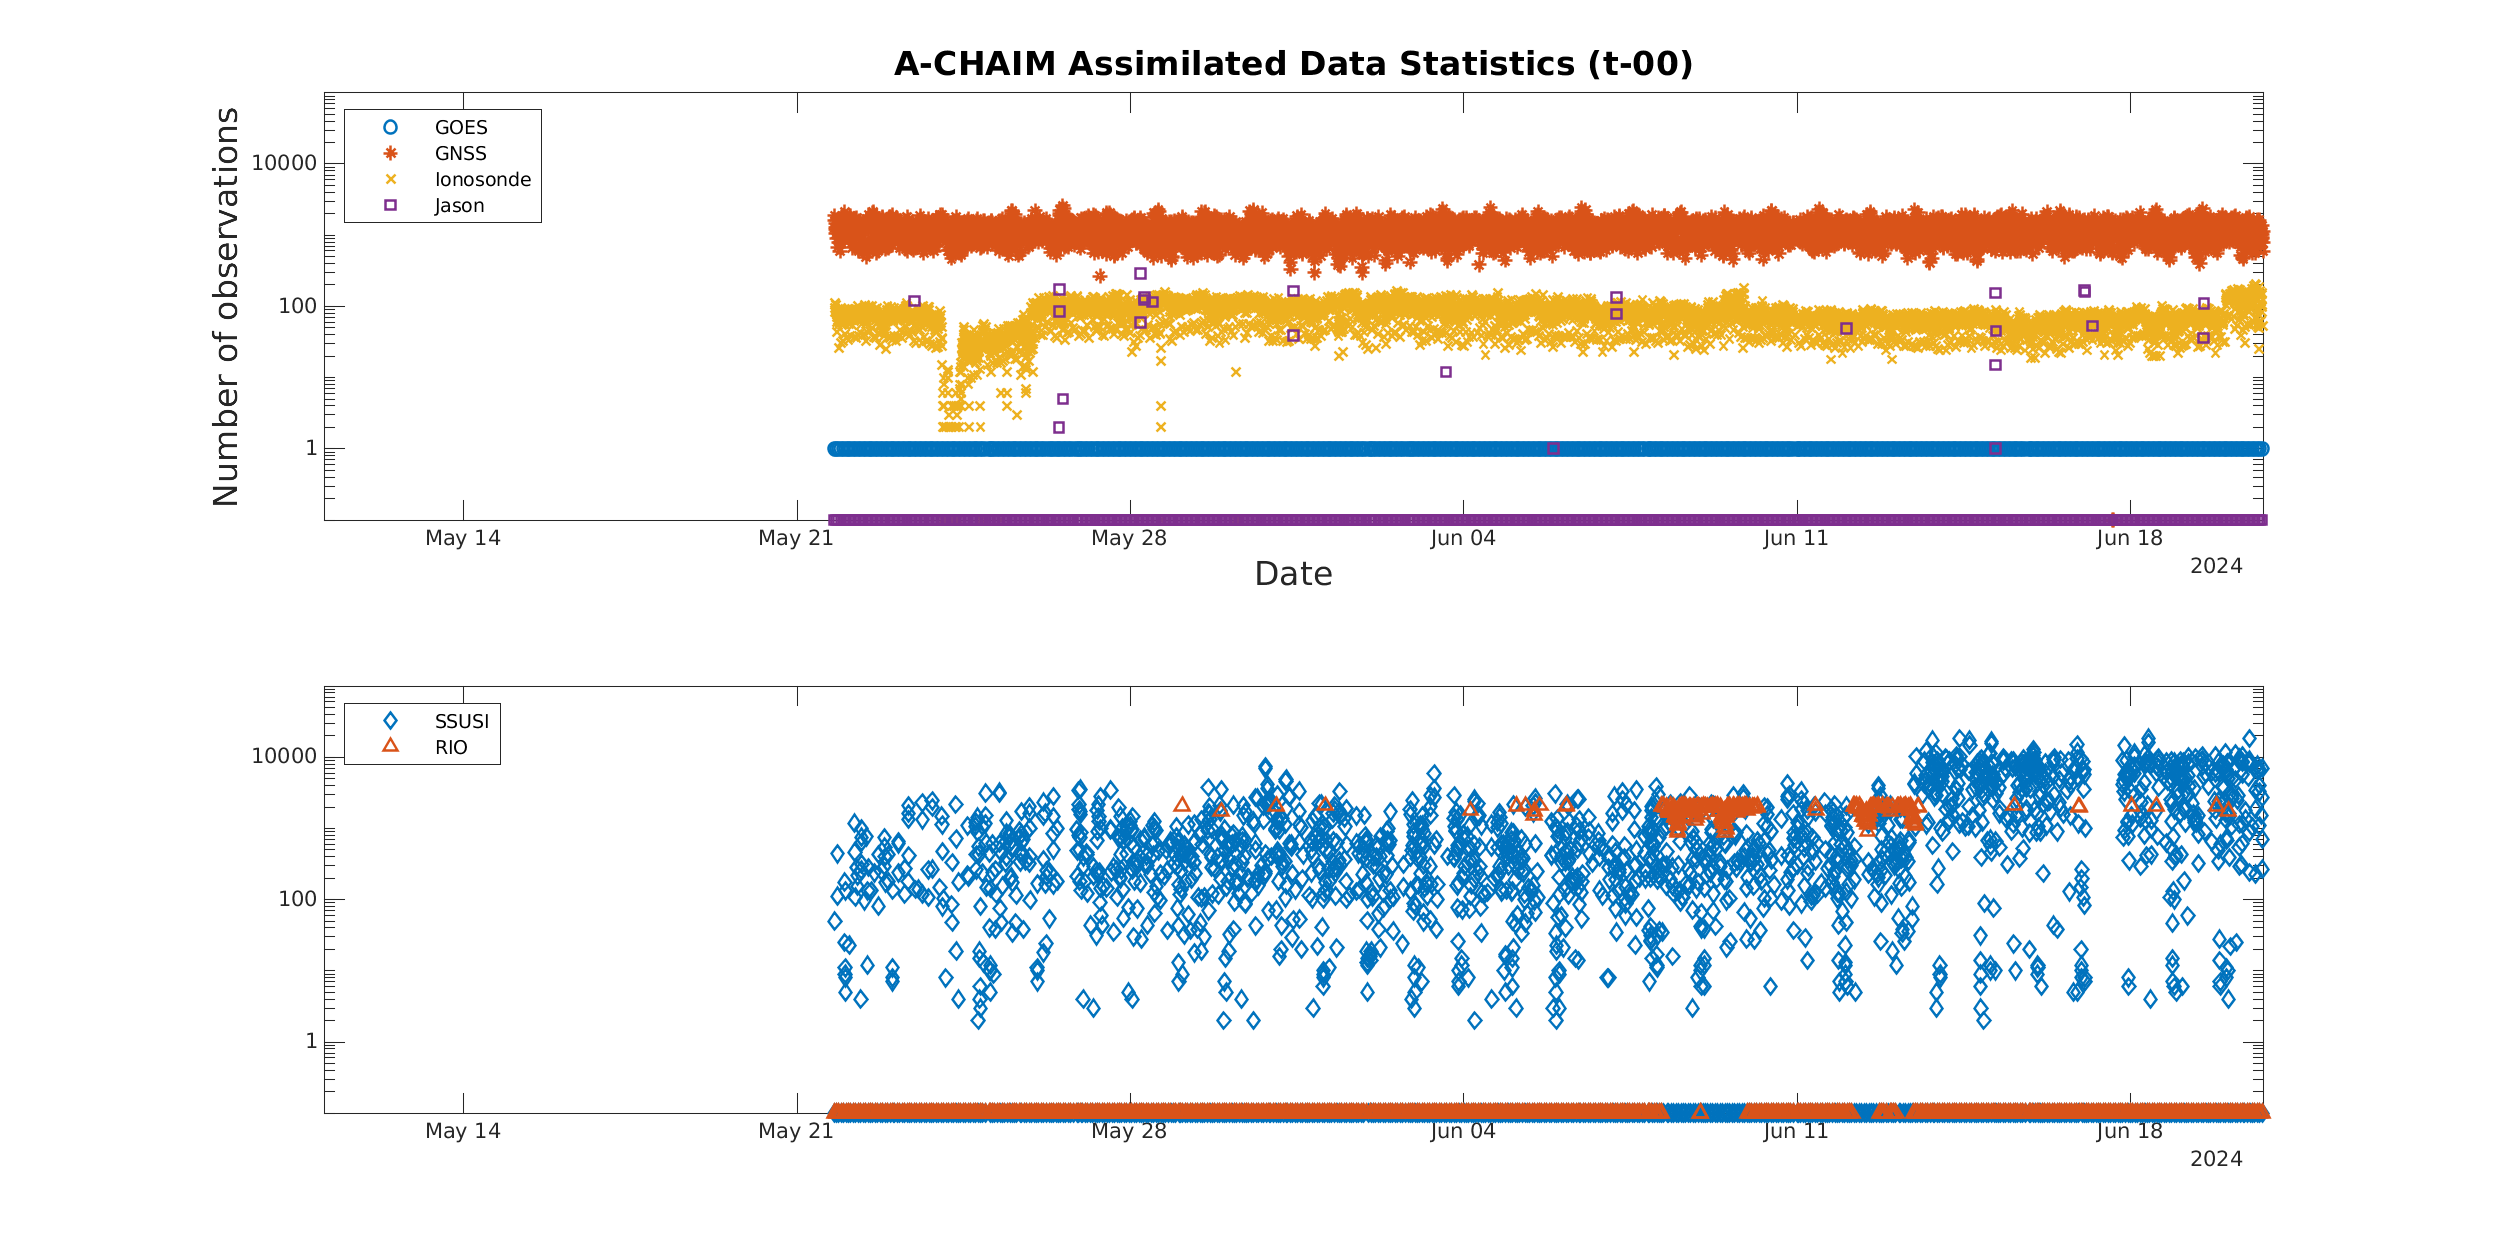 A-CHAIM Assimilated Data Statistics (t-00)
Number of observations
GOES
GNSS
Ionosonde
Jason
10000
100
1
May 14
May 21
May 28
Jun 04
Jun 11
Jun 18
2024
Date
SSUSI
RIO
10000
100
1
May 14
May 21
May 28
Jun 04
Jun 11
Jun 18
2024